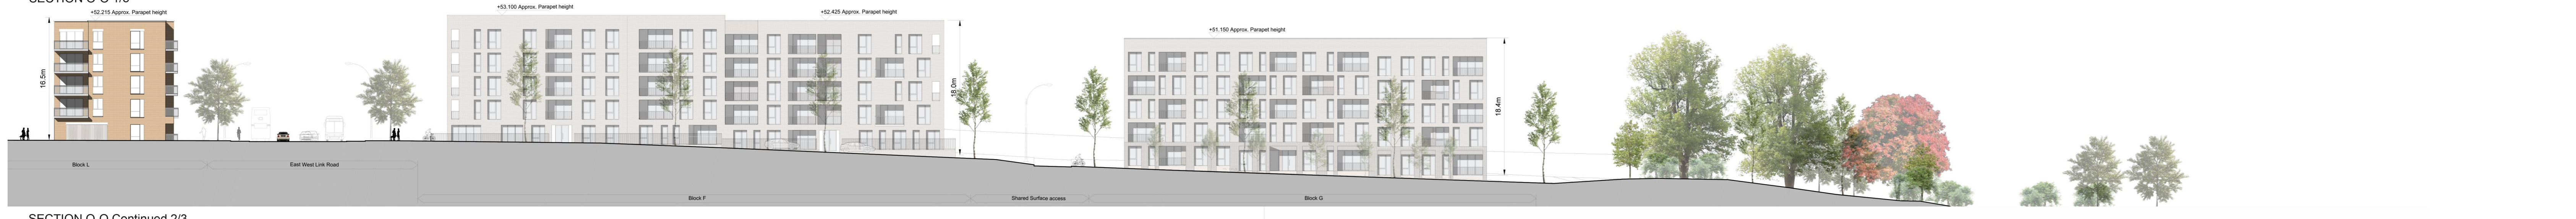 +52.215 Approx. Parapet height
+53.100 Approx. Parapet height
+52.425 Approx. Parapet height
+51.150 Approx. Parapet height
16.5m
18.0m
18.4m
Block L
East West Link Road
Block F
Shared Surface access
Block G
SECTION O-O Continued 2/3